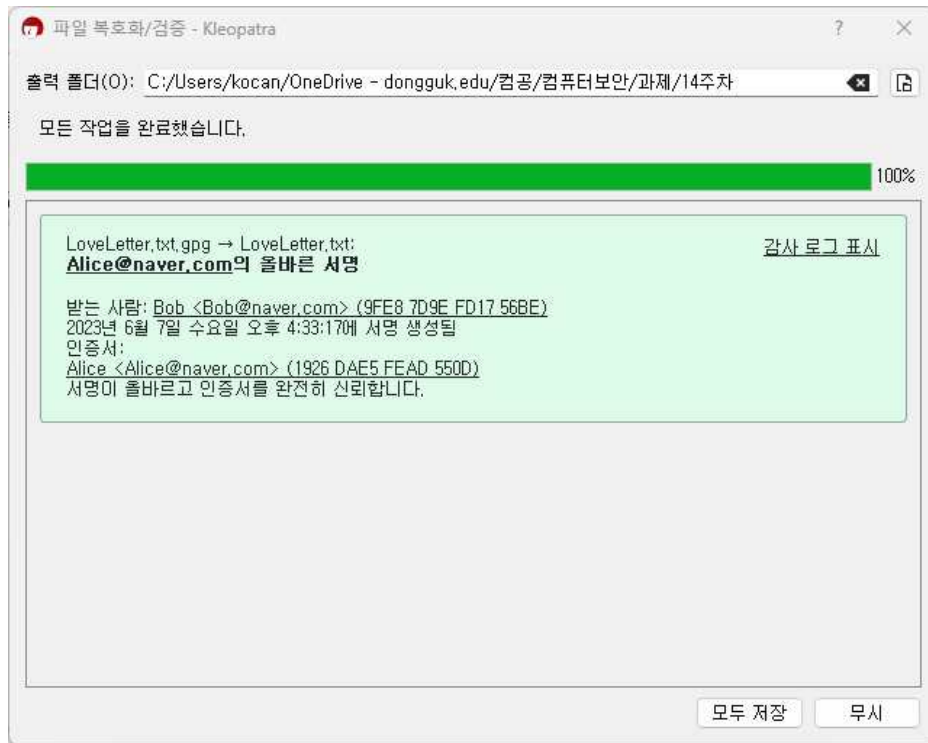 파일 복호화/검증 - Kleopatra
출력 폴더(O): C:/Users/kocan/OneDrive - dongguk.edu/컴공/컴퓨터보안/과제/14주차
모든 작업을 완료했습니다.
100%
LoveLetter.txt.gpg → LoveLetter.txt:
감사 로그 표시
Alice@naver.com의 올바른 서명
받는 사람: Bob <Bob@naver.com> (9FE8 7D9E FD17 56BE)
2023년 6월 7일 수요일 오후 4:33:17에 서명 생성됨
인증서:
Alice <Alice@naver.com> (1926 DAE5 FEAD 550D)
서명이 올바르고 인증서를 완전히 신뢰합니다.
모두 저장
무시